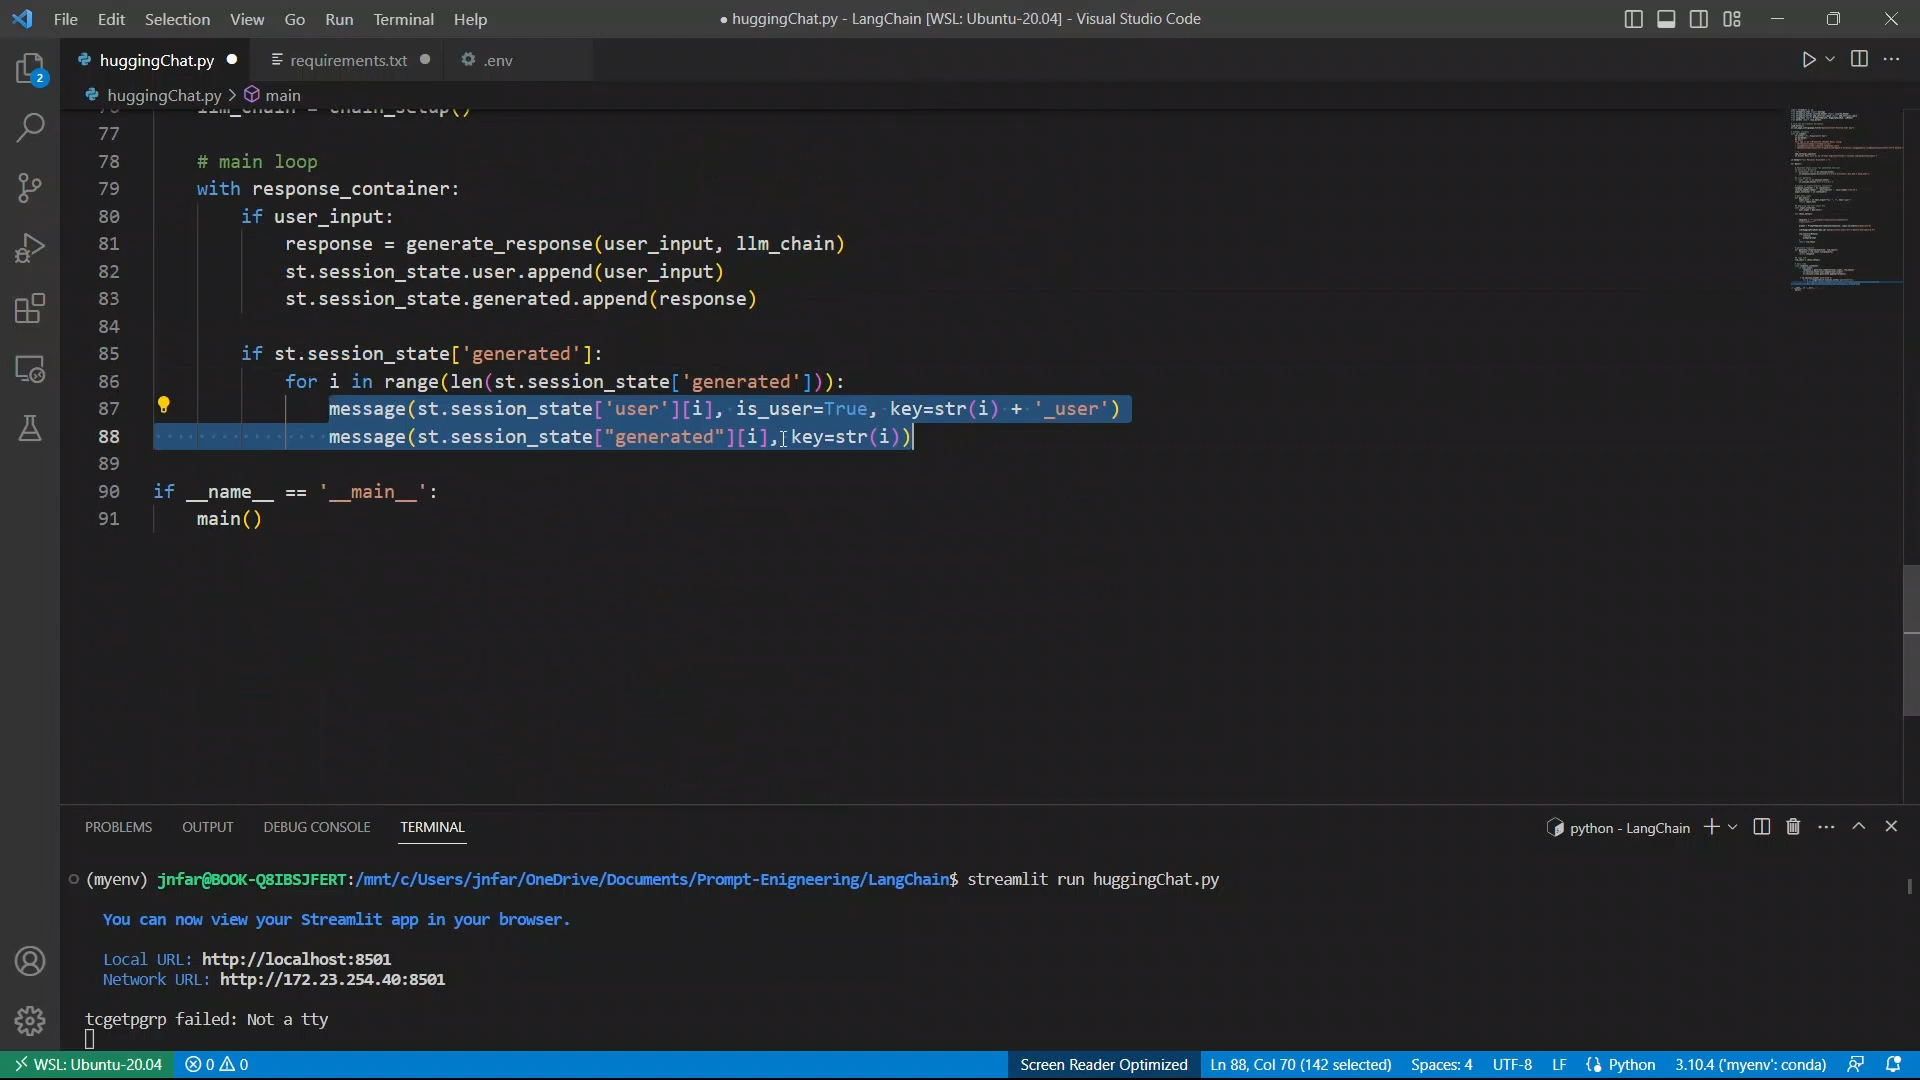 File Edit Selection View Go Run Terminal Help
● huggingChat.py - LangChain [WSL: Ubuntu-20.04] - Visual Studio Code
2
huggingChat.py
requirements.txt
.env
huggingChat.py > main
76 llm_chain = chain_setup()
77
78 # main loop
79 with response_container:
80 if user_input:
81 response = generate_response(user_input, llm_chain)
82 st.session_state.user.append(user_input)
83 st.session_state.generated.append(response)
84
85 if st.session_state['generated']:
86 for i in range(len(st.session_state['generated'])):
87 message(st.session_state['user'][i], is_user=True, key=str(i) + '_user')
88 message(st.session_state["generated"][i], key=str(i))
89
90 if __name__ == '__main__':
91 main()
PROBLEMS OUTPUT DEBUG CONSOLE TERMINAL
python - LangChain
(myenv) jnfar@BOOK-Q8IBSJFERT:/mnt/c/Users/jnfar/OneDrive/Documents/Prompt-Enigneering/LangChain$ streamlit run huggingChat.py
You can now view your Streamlit app in your browser.
Local URL: http://localhost:8501
Network URL: http://172.23.254.40:8501
tcgetpgrp failed: Not a tty
WSL: Ubuntu-20.04 0 0 Screen Reader Optimized Ln 88, Col 70 (142 selected) Spaces: 4 UTF-8 LF Python 3.10.4 ('myenv': conda)